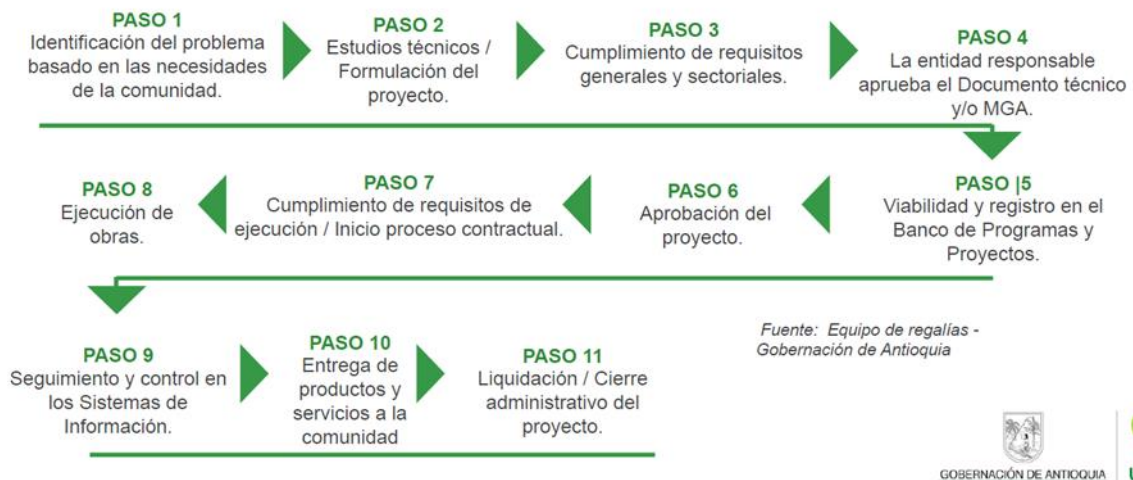 PASO 1
Identificación del problema
basado en las necesidades
de la comunidad.
PASO 2
Estudios técnicos /
Formulación del
proyecto.
PASO 3
Cumplimiento de requisitos
generales y sectoriales.
PASO 4
La entidad responsable
aprueba el Documento técnico
y/o MGA.
PASO |5
Viabilidad y registro en el
Banco de Programas y
Proyectos.
PASO 6
Aprobación del
proyecto.
PASO 7
Cumplimiento de requisitos de
ejecución / Inicio proceso contractual.
PASO 8
Ejecución de
obras.
PASO 9
Seguimiento y control en
los Sistemas de
Información.
PASO 10
Entrega de
productos y
servicios a la
comunidad
PASO 11
Liquidación / Cierre
administrativo del
proyecto.
Fuente: Equipo de regalías -
Gobernación de Antioquia
GOBERNACIÓN DE ANTIOQUIA